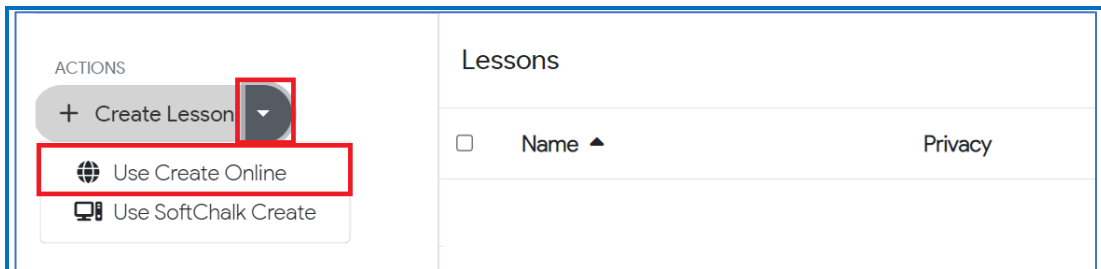 ACTIONS
+ Create Lesson
Use Create Online
Use SoftChalk Create
Lessons
Name Privacy